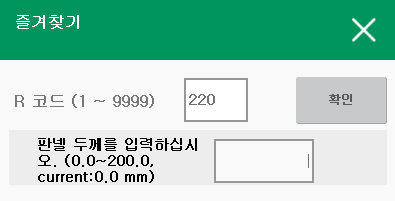 즐겨찾기
R 코드 (1 ~ 9999) 220 확인
판넬 두께를 입력하십시
오. (0.0~200.0,
current:0.0 mm)